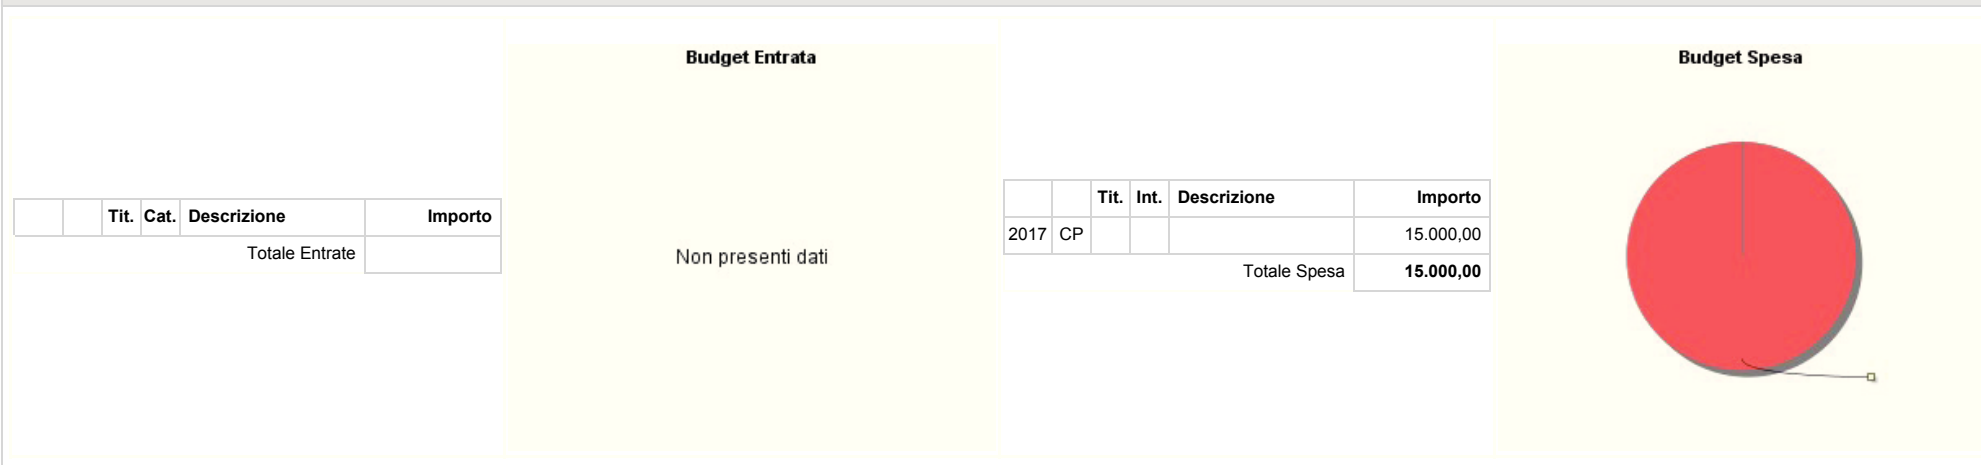 Tit. Cat. Descrizione Importo
Totale Entrate
Budget Entrata
Non presenti dati
Tit. Int. Descrizione Importo
2017 CP 15.000,00
Totale Spesa 15.000,00
Budget Spesa